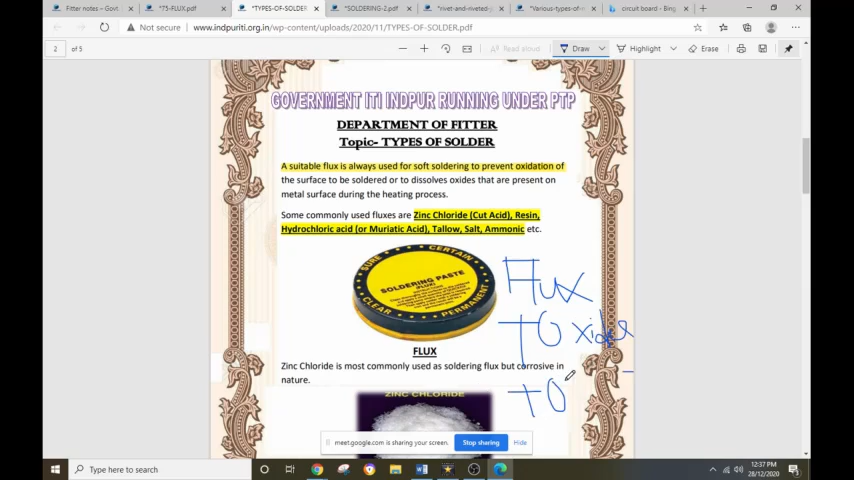 Fitter notes – Govt
*75-FLUX.pdf
*TYPES-OF-SOLDER
*SOLDERING-2.pdf
*rivet-and-riveted-
*Various-types-of-
circuit board - Bing
www.indpuriti.org.in/wp-content/uploads/2020/11/TYPES-OF-SOLDER.pdf
2 of 5
Read aloud
Draw
Highlight
Erase
GOVERNMENT ITI INDPUR RUNNING UNDER PTP
DEPARTMENT OF FITTER
Topic- TYPES OF SOLDER
A suitable flux is always used for soft soldering to prevent oxidation of
the surface to be soldered or to dissolves oxides that are present on
metal surface during the heating process.
Some commonly used fluxes are Zinc Chloride (Cut Acid), Resin,
Hydrochloric acid (or Muriatic Acid), Tallow, Salt, Ammonic etc.
SURE CERTAIN
SOLDERING PASTE
(FLUX)
CLEAR PERMANENT
Flux
TO Oxide
TO
FLUX
Zinc Chloride is most commonly used as soldering flux but corrosive in
nature.
ZINC CHLORIDE
meet.google.com is sharing your screen.
Stop sharing
Hide
Type here to search
12:37 PM
28/12/2020